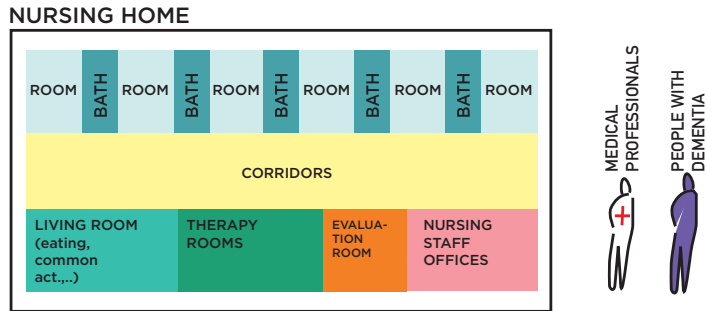 NURSING HOME
ROOM BATH ROOM BATH ROOM BATH ROOM BATH ROOM BATH ROOM
CORRIDORS
LIVING ROOM
(eating,
common
act.,..)
THERAPY
ROOMS
EVALUA-
TION
ROOM
NURSING
STAFF
OFFICES
MEDICAL
PROFESSIONALS
PEOPLE WITH
DEMENTIA